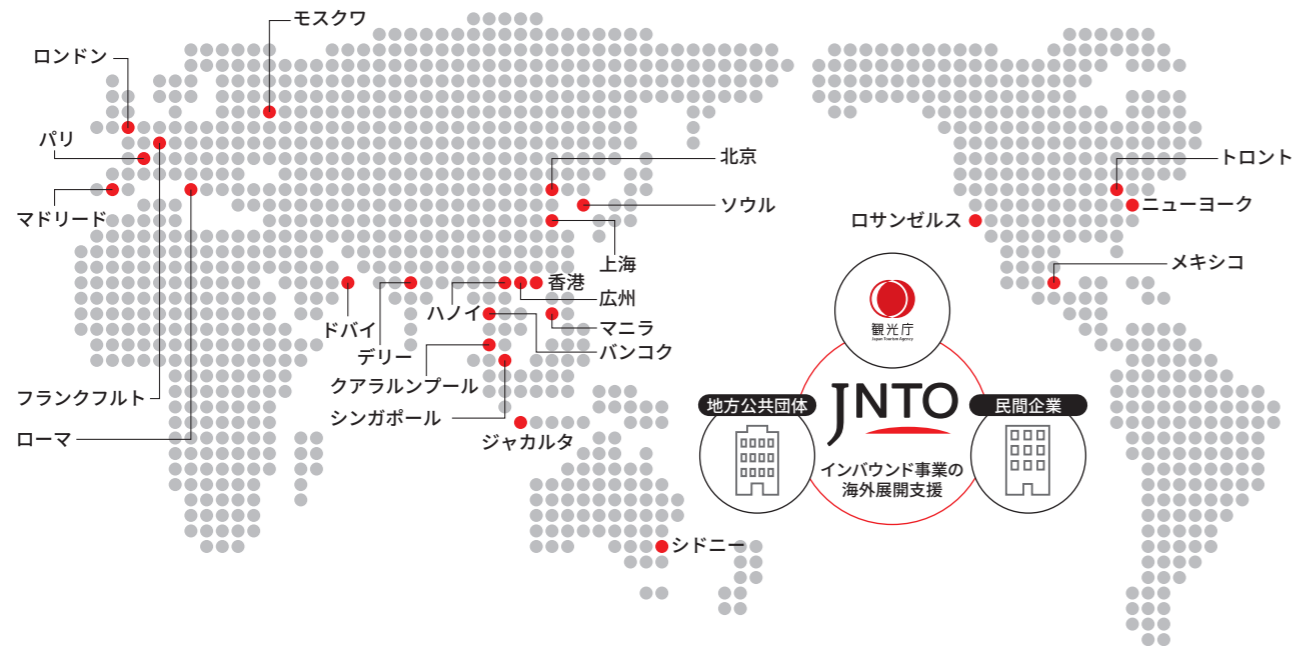 モスクワ
ロンドン
パリ
マドリード
フランクフルト
ローマ
北京
ソウル
上海
香港
広州
ハノイ
マニラ
バンコク
ドバイ
デリー
クアラルンプール
シンガポール
ジャカルタ
シドニー
トロント
ニューヨーク
ロサンゼルス
メキシコ
観光庁
Japan Tourism Agency
地方公共団体
JNTO
民間企業
インバウンド事業の
海外展開支援